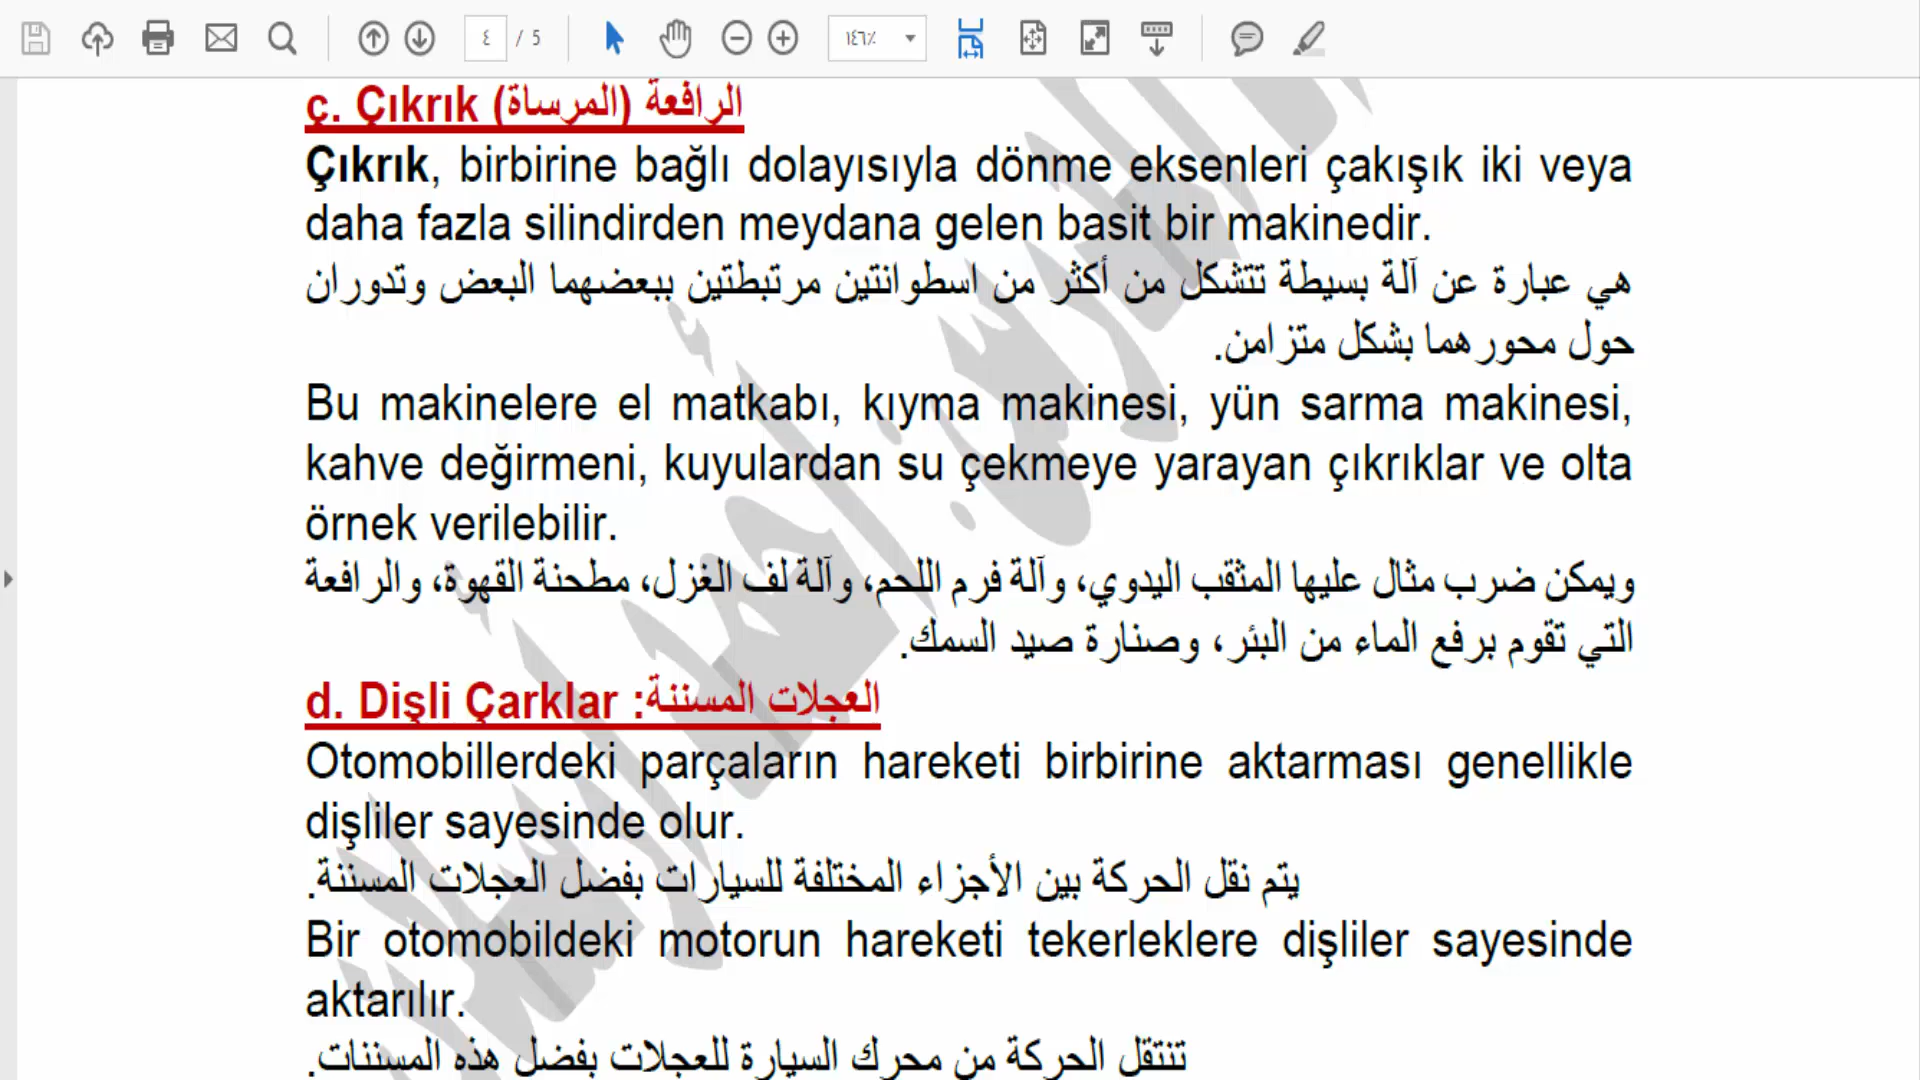 ٤ / 5
١٤٦٪
ç. Çıkrık (المرساة) الرافعة
Çıkrık, birbirine bağlı dolayısıyla dönme eksenleri çakışık iki veya
daha fazla silindirden meydana gelen basit bir makinedir.
هي عبارة عن آلة بسيطة تتشكل من أكثر من اسطوانتين مرتبطتين ببعضهما البعض وتدوران
حول محورهما بشكل متزامن.
Bu makinelere el matkabı, kıyma makinesi, yün sarma makinesi,
kahve değirmeni, kuyulardan su çekmeye yarayan çıkrıklar ve olta
örnek verilebilir.
ويمكن ضرب مثال عليها المثقب اليدوي، وآلة فرم اللحم، وآلة لف الغزل، مطحنة القهوة، والرافعة
التي تقوم برفع الماء من البئر، وصنارة صيد السمك.
d. Dişli Çarklar :العجلات المسننة
Otomobillerdeki parçaların hareketi birbirine aktarması genellikle
dişliler sayesinde olur.
يتم نقل الحركة بين الأجزاء المختلفة للسيارات بفضل العجلات المسننة.
Bir otomobildeki motorun hareketi tekerleklere dişliler sayesinde
aktarılır.
تنتقل الحركة من محرك السيارة للعجلات بفضل هذه المسننات.